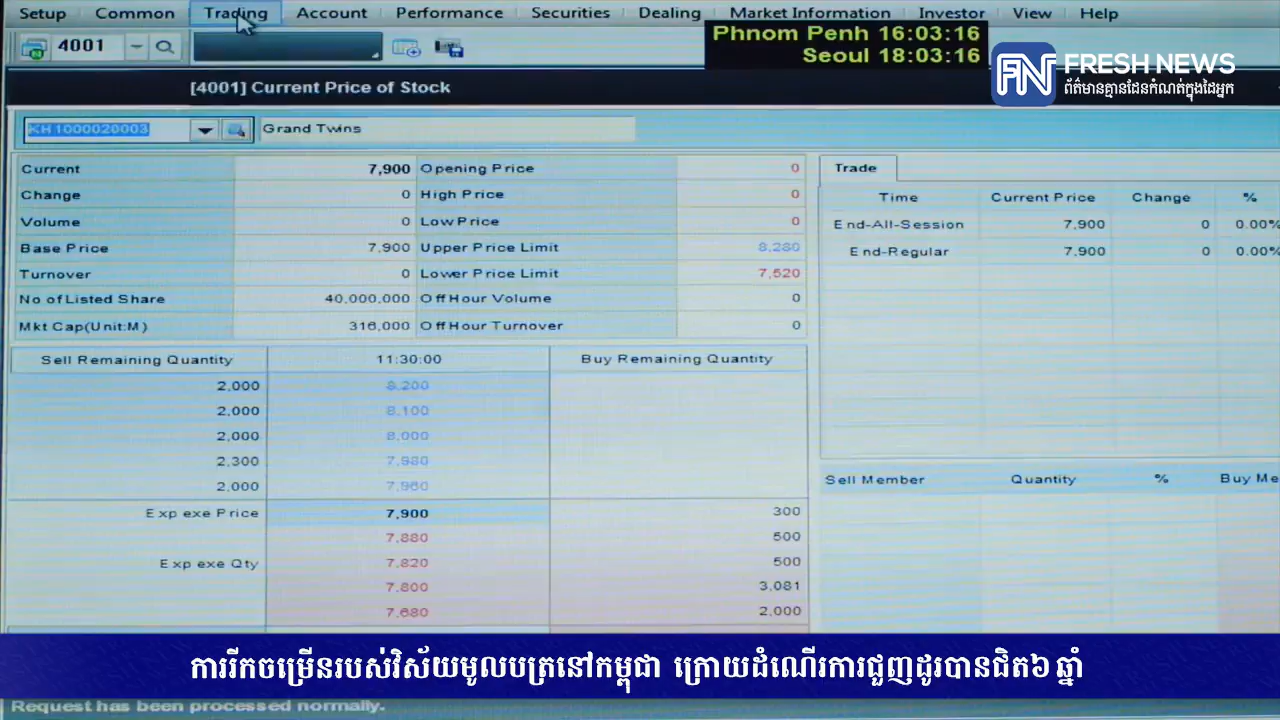 Setup Common Trading Account Performance Securities Dealing Market Information Investor View Help
4001
Phnom Penh 16:03:16
Seoul 18:03:16
FN FRESH NEWS
ព័ត៌មានគ្មានដែនកំណត់ក្នុងដៃអ្នក
[4001] Current Price of Stock
KH1000020003 Grand Twins
Current 7,900 Opening Price 0
Change 0 High Price 0
Volume 0 Low Price 0
Base Price 7,900 Upper Price Limit 8,280
Turnover 0 Lower Price Limit 7,520
No of Listed Share 40,000,000 Off Hour Volume 0
Mkt Cap(Unit:M) 316,000 Off Hour Turnover 0
Trade
Time Current Price Change %
End-All-Session 7,900 0 0.00%
End-Regular 7,900 0 0.00%
Sell Remaining Quantity 11:30:00 Buy Remaining Quantity
2,000 8,200
2,000 8,100
2,000 8,000
2,300 7,980
2,000 7,960
Exp exe Price 7,900 300
7,880 500
Exp exe Qty 7,820 500
7,800 3,081
7,680 2,000
Sell Member Quantity % Buy Me
ការរីកចម្រើនរបស់វិស័យមូលបត្រនៅកម្ពុជា ក្រោយដំណើរការជួញដូរបានជិត៦ ឆ្នាំ
Request has been processed normally.